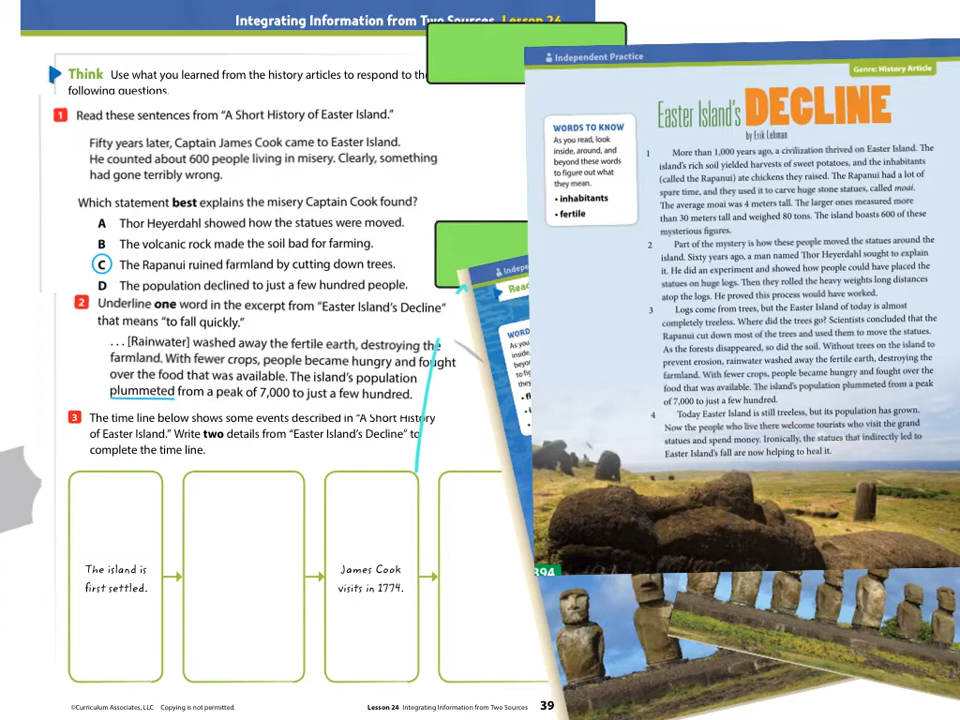 Integrating Information from Two Sources Lesson 24
Think Use what you learned from the history articles to respond to the
following questions.
1 Read these sentences from “A Short History of Easter Island.”
Fifty years later, Captain James Cook came to Easter Island.
He counted about 600 people living in misery. Clearly, something
had gone terribly wrong.
Which statement best explains the misery Captain Cook found?
A Thor Heyerdahl showed how the statues were moved.
B The volcanic rock made the soil bad for farming.
C The Rapanui ruined farmland by cutting down trees.
D The population declined to just a few hundred people.
2 Underline one word in the excerpt from “Easter Island’s Decline”
that means “to fall quickly.”
. . . [Rainwater] washed away the fertile earth, destroying the
farmland. With fewer crops, people became hungry and fought
over the food that was available. The island’s population
plummeted from a peak of 7,000 to just a few hundred.
3 The time line below shows some events described in “A Short History
of Easter Island.” Write two details from “Easter Island’s Decline” to
complete the time line.
The island is
first settled.
James Cook
visits in 1774.
©Curriculum Associates, LLC Copying is not permitted.
Lesson 24 Integrating Information from Two Sources 39
Independent Practice
Genre: History Article
Easter Island's DECLINE
by Erik Lehman
WORDS TO KNOW
As you read, look
inside, around, and
beyond these words
to figure out what
they mean.
• inhabitants
• fertile
1 More than 1,000 years ago, a civilization thrived on Easter Island. The
island's rich soil yielded harvests of sweet potatoes, and the inhabitants
(called the Rapanui) ate chickens they raised. The Rapanui had a lot of
spare time, and they used it to carve huge stone statues, called moai.
The average moai was 4 meters tall. The larger ones measured more
than 30 meters tall and weighed 80 tons. The island boasts 600 of these
mysterious figures.
2 Part of the mystery is how these people moved the statues around the
island. Sixty years ago, a man named Thor Heyerdahl sought to explain
it. He did an experiment and showed how people could have placed the
statues on huge logs. Then they rolled the heavy weights long distances
atop the logs. He proved this process would have worked.
3 Logs come from trees, but the Easter Island of today is almost
completely treeless. Where did the trees go? Scientists concluded that the
Rapanui cut down most of the trees and used them to move the statues.
As the forests disappeared, so did the soil. Without trees on the island to
prevent erosion, rainwater washed away the fertile earth, destroying the
farmland. With fewer crops, people became hungry and fought over the
food that was available. The island's population plummeted from a peak
of 7,000 to just a few hundred.
4 Today Easter Island is still treeless, but its population has grown.
Now the people who live there welcome tourists who visit the grand
statues and spend money. Ironically, the statues that indirectly led to
Easter Island's fall are now helping to heal it.
394